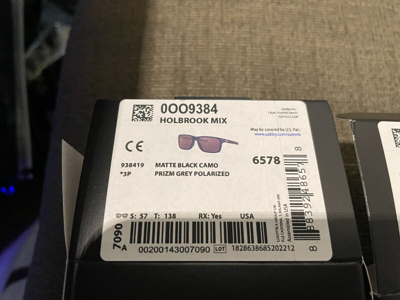 0OO9384
HOLBROOK MIX
May be covered by U.S. Pat.
CE
938419 MATTE BLACK CAMO 6578
*3P PRIZM GREY POLARIZED
S: 57 T: 138 RX: Yes USA
7090
A
00200143007090 LOT 1828638685202212